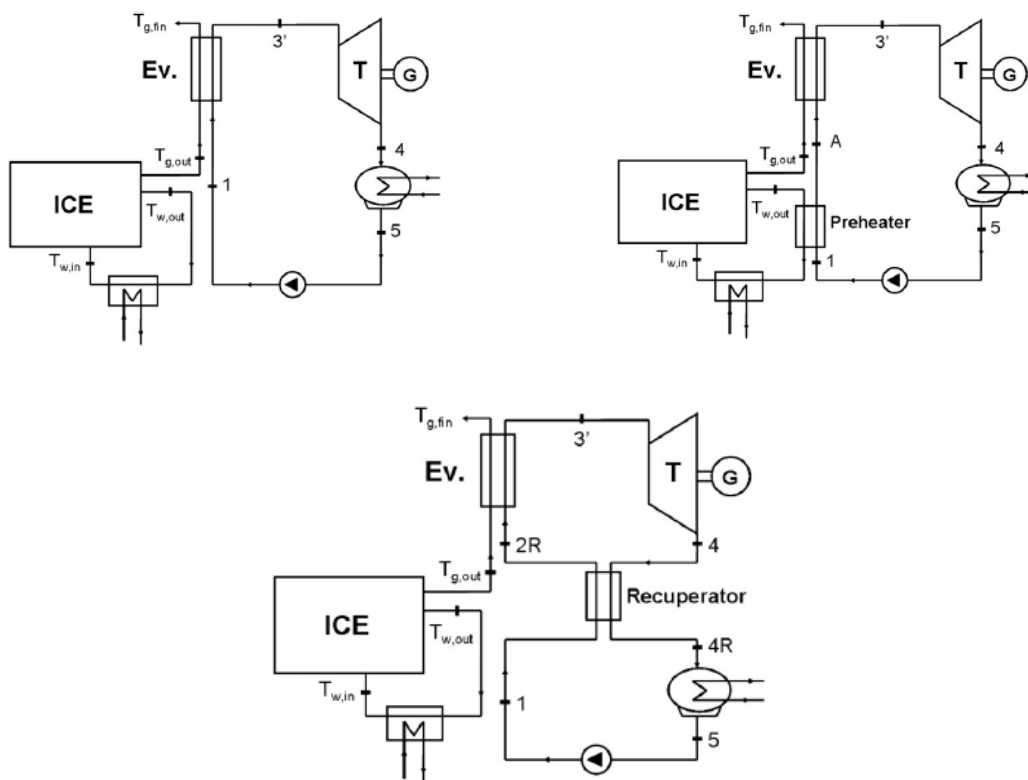 T_g,fin
3'
Ev.
T
G
T_g,out
4
1
ICE
T_w,out
5
T_w,in
T_g,fin
3'
Ev.
T
G
A
T_g,out
4
ICE
T_w,out
Preheater
5
T_w,in
1
T_g,fin
3'
Ev.
T
G
2R
4
T_g,out
Recuperator
ICE
T_w,out
4R
T_w,in
1
5